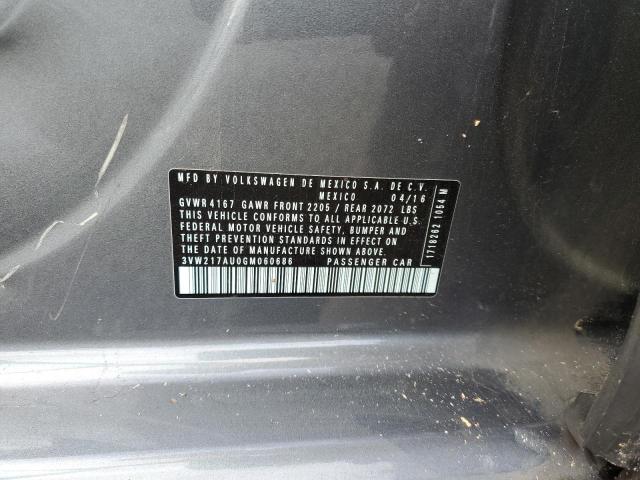 MFD BY VOLKSWAGEN DE MEXICO S.A. DE C.V.
MEXICO 04/16
GVWR 4167 GAWR FRONT 2205 / REAR 2072 LBS
THIS VEHICLE CONFORMS TO ALL APPLICABLE U.S.
FEDERAL MOTOR VEHICLE SAFETY, BUMPER AND
THEFT PREVENTION STANDARDS IN EFFECT ON
THE DATE OF MANUFACTURE SHOWN ABOVE.
3VW217AU0GM060686 PASSENGER CAR
1718262 1054 M